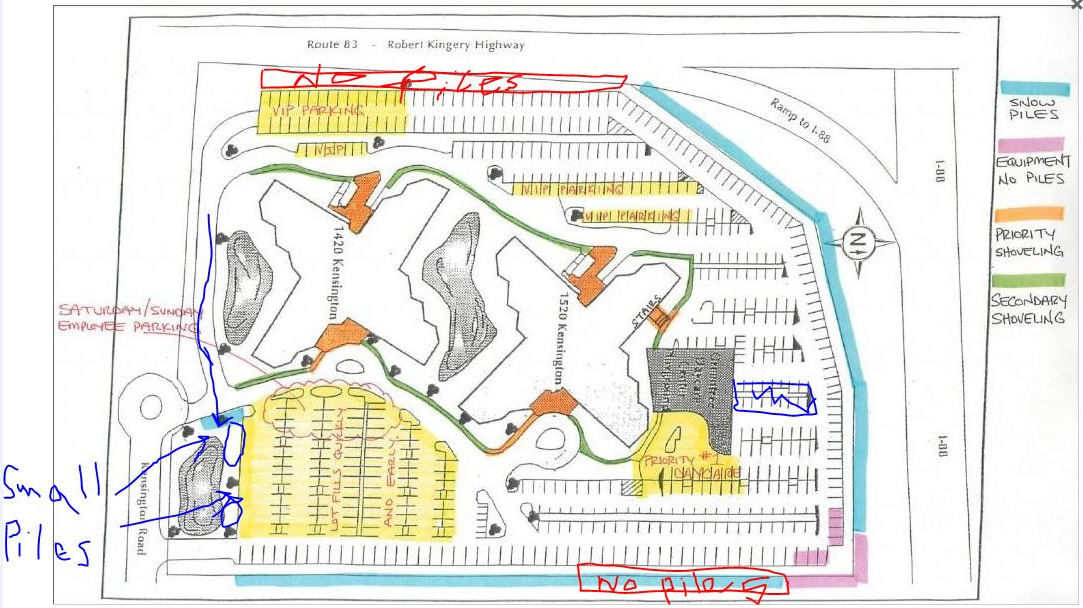 Route 83 - Robert Kingery Highway
No piles
VIP PARKING
VIP
Ramp to I-88
VIP PARKING
VIP PARKING
I-88
SNOW
PILES
EQUIPMENT
NO PILES
N
PRIORITY
SHOVELING
SECONDARY
SHOVELING
1420 Kensington
1520 Kensington
STAIRS
SATURDAY/SUNDAY
EMPLOYEE PARKING
PRIORITY #1
DAYCARE
LOT FILLS QUICKLY
AND EARLY.
I-88
Small
Piles
Kensington Road
No piles